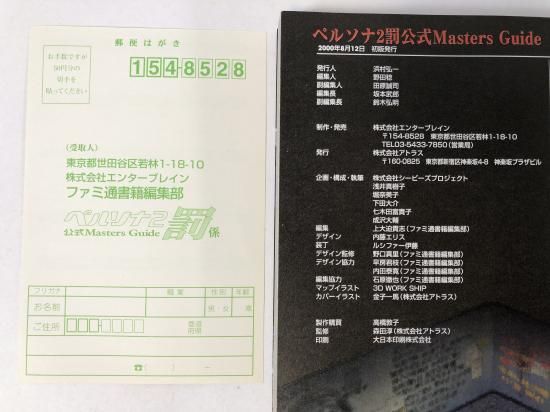 郵便はがき
お手数ですが
50円分の
切手を
貼ってください
154-8528
(受取人)
東京都世田谷区若林1-18-10
株式会社エンターブレイン
ファミ通書籍編集部
ペルソナ2
罰
公式Masters Guide
係
フリガナ
職業
性別
年齢
お名前
男・女
歳
ご住所
都道
府県
☎( ) -
ペルソナ2罰公式Masters Guide
2000年8月12日 初版発行
発行人 浜村弘一
編集人 野田稔
副編集人 田原誠司
編集長 坂本武郎
副編集長 鈴木弘明
制作・発売 株式会社エンターブレイン
〒154-8528 東京都世田谷区若林1-18-10
TEL03-5433-7850(営業局)
発行 株式会社アトラス
〒160-0825 東京都新宿区神楽坂4-8 神楽坂プラザビル
企画・構成・執筆 株式会社シービーズプロジェクト
浅井真樹子
堀奈美子
下田大介
七木田富貴子
成沢大輔
編集 上大迫貴志(ファミ通書籍編集部)
デザイン 内藤エリス
装丁 ルシファー伊藤
デザイン監修 野口真里(ファミ通書籍編集部)
デザイン協力 平房君枝(ファミ通書籍編集部)
内田泰寛(ファミ通書籍編集部)
編集協力 石原徹也(ファミ通書籍編集部)
マップイラスト 3D WORK SHIP
カバーイラスト 金子一馬(株式会社アトラス)
製作購買 高橋敦子
監修 森田淳(株式会社アトラス)
印刷 大日本印刷株式会社